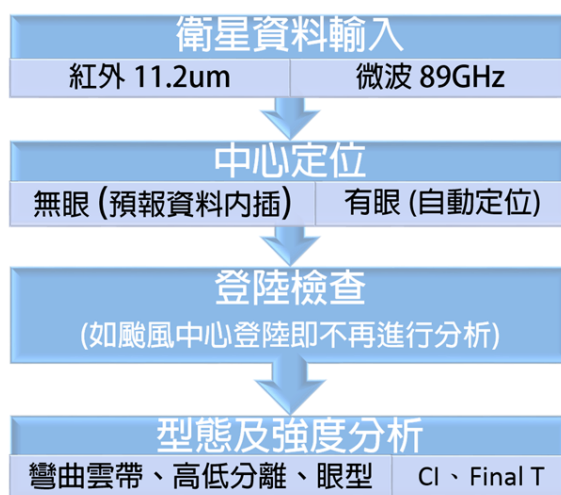 衛星資料輸入
紅外 11.2um 微波 89GHz
中心定位
無眼 (預報資料内插) 有眼 (自動定位)
登陸檢查
(如颱風中心登陸即不再進行分析)
型態及強度分析
彎曲雲帶、高低分離、眼型 CI、Final T